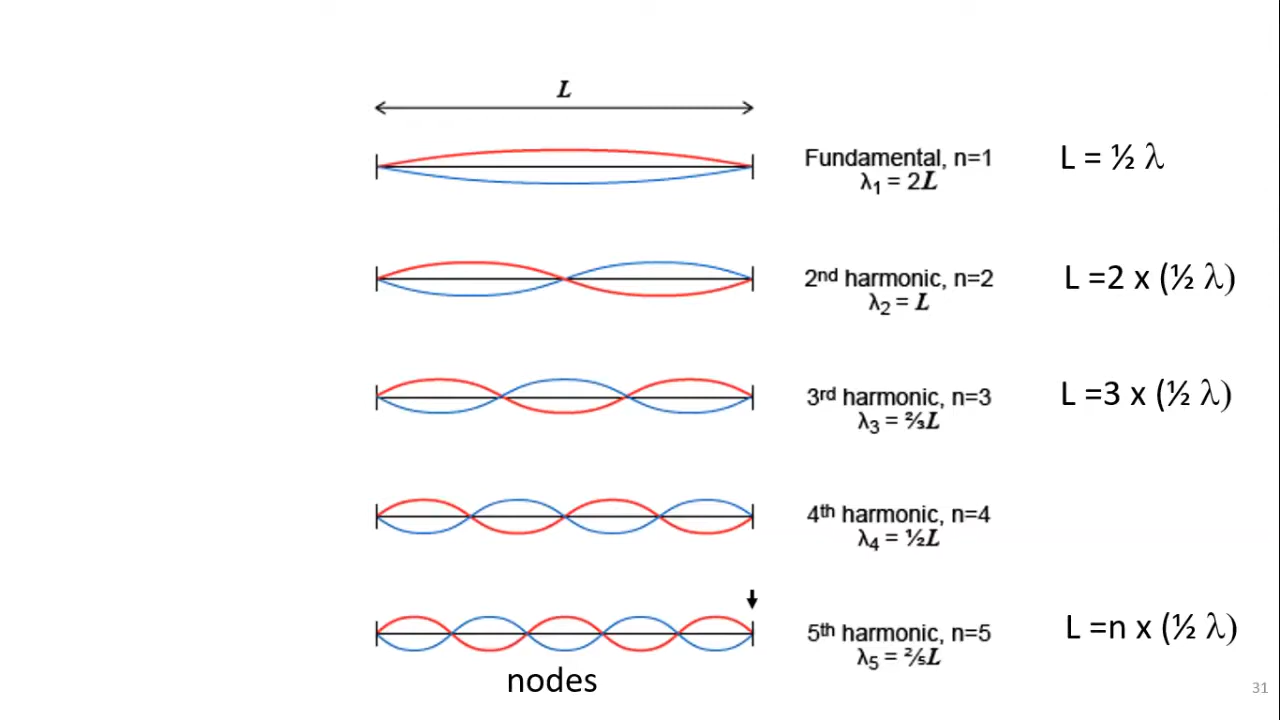 L
Fundamental, n=1
λ₁ = 2L
L = ½ λ
2nd harmonic, n=2
λ₂ = L
L =2 x (½ λ)
3rd harmonic, n=3
λ₃ = ⅔L
L =3 x (½ λ)
4th harmonic, n=4
λ₄ = ½L
5th harmonic, n=5
λ₅ = ⅖L
L =n x (½ λ)
nodes
31